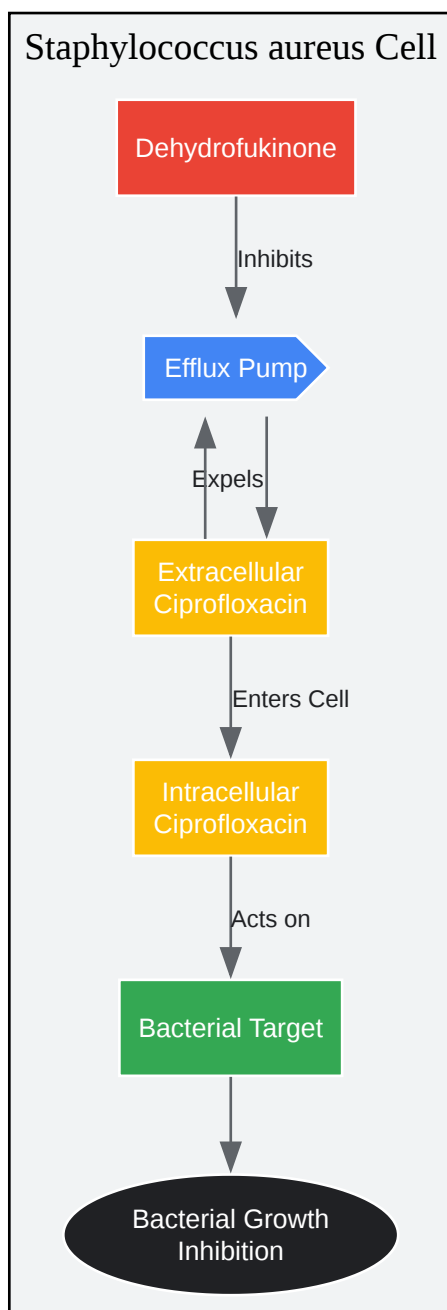 Staphylococcus aureus Cell
Dehydrofukinone
Inhibits
Efflux Pump
Expels
Extracellular
Ciprofloxacin
Enters Cell
Intracellular
Ciprofloxacin
Acts on
Bacterial Target
Bacterial Growth
Inhibition